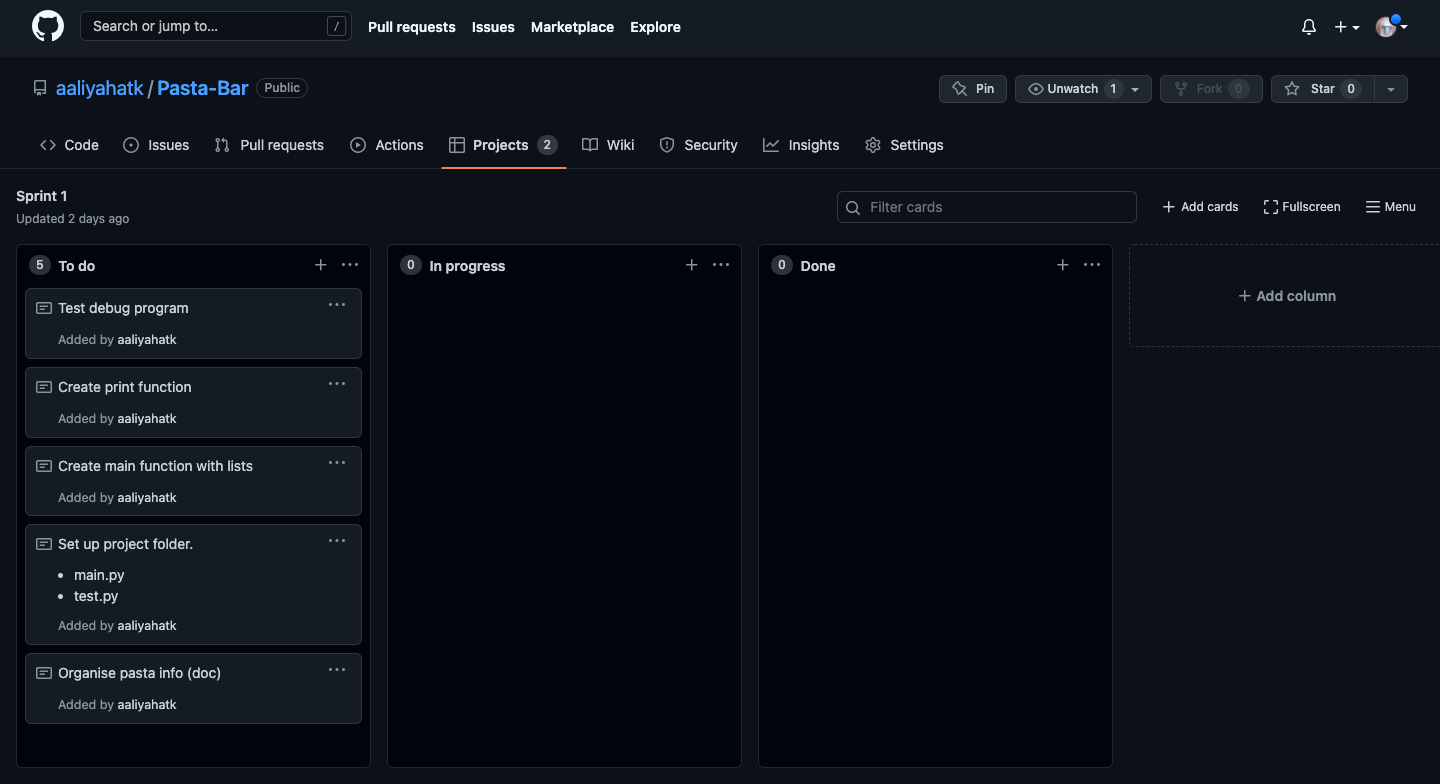 Search or jump to... /
Pull requests
Issues
Marketplace
Explore
aaliyahatk / Pasta-Bar Public
Pin
Unwatch 1
Fork 0
Star 0
Code
Issues
Pull requests
Actions
Projects 2
Wiki
Security
Insights
Settings
Sprint 1
Updated 2 days ago
Filter cards
Add cards
Fullscreen
Menu
5 To do
Test debug program
Added by aaliyahatk
Create print function
Added by aaliyahatk
Create main function with lists
Added by aaliyahatk
Set up project folder.
• main.py
• test.py
Added by aaliyahatk
Organise pasta info (doc)
Added by aaliyahatk
0 In progress
0 Done
Add column